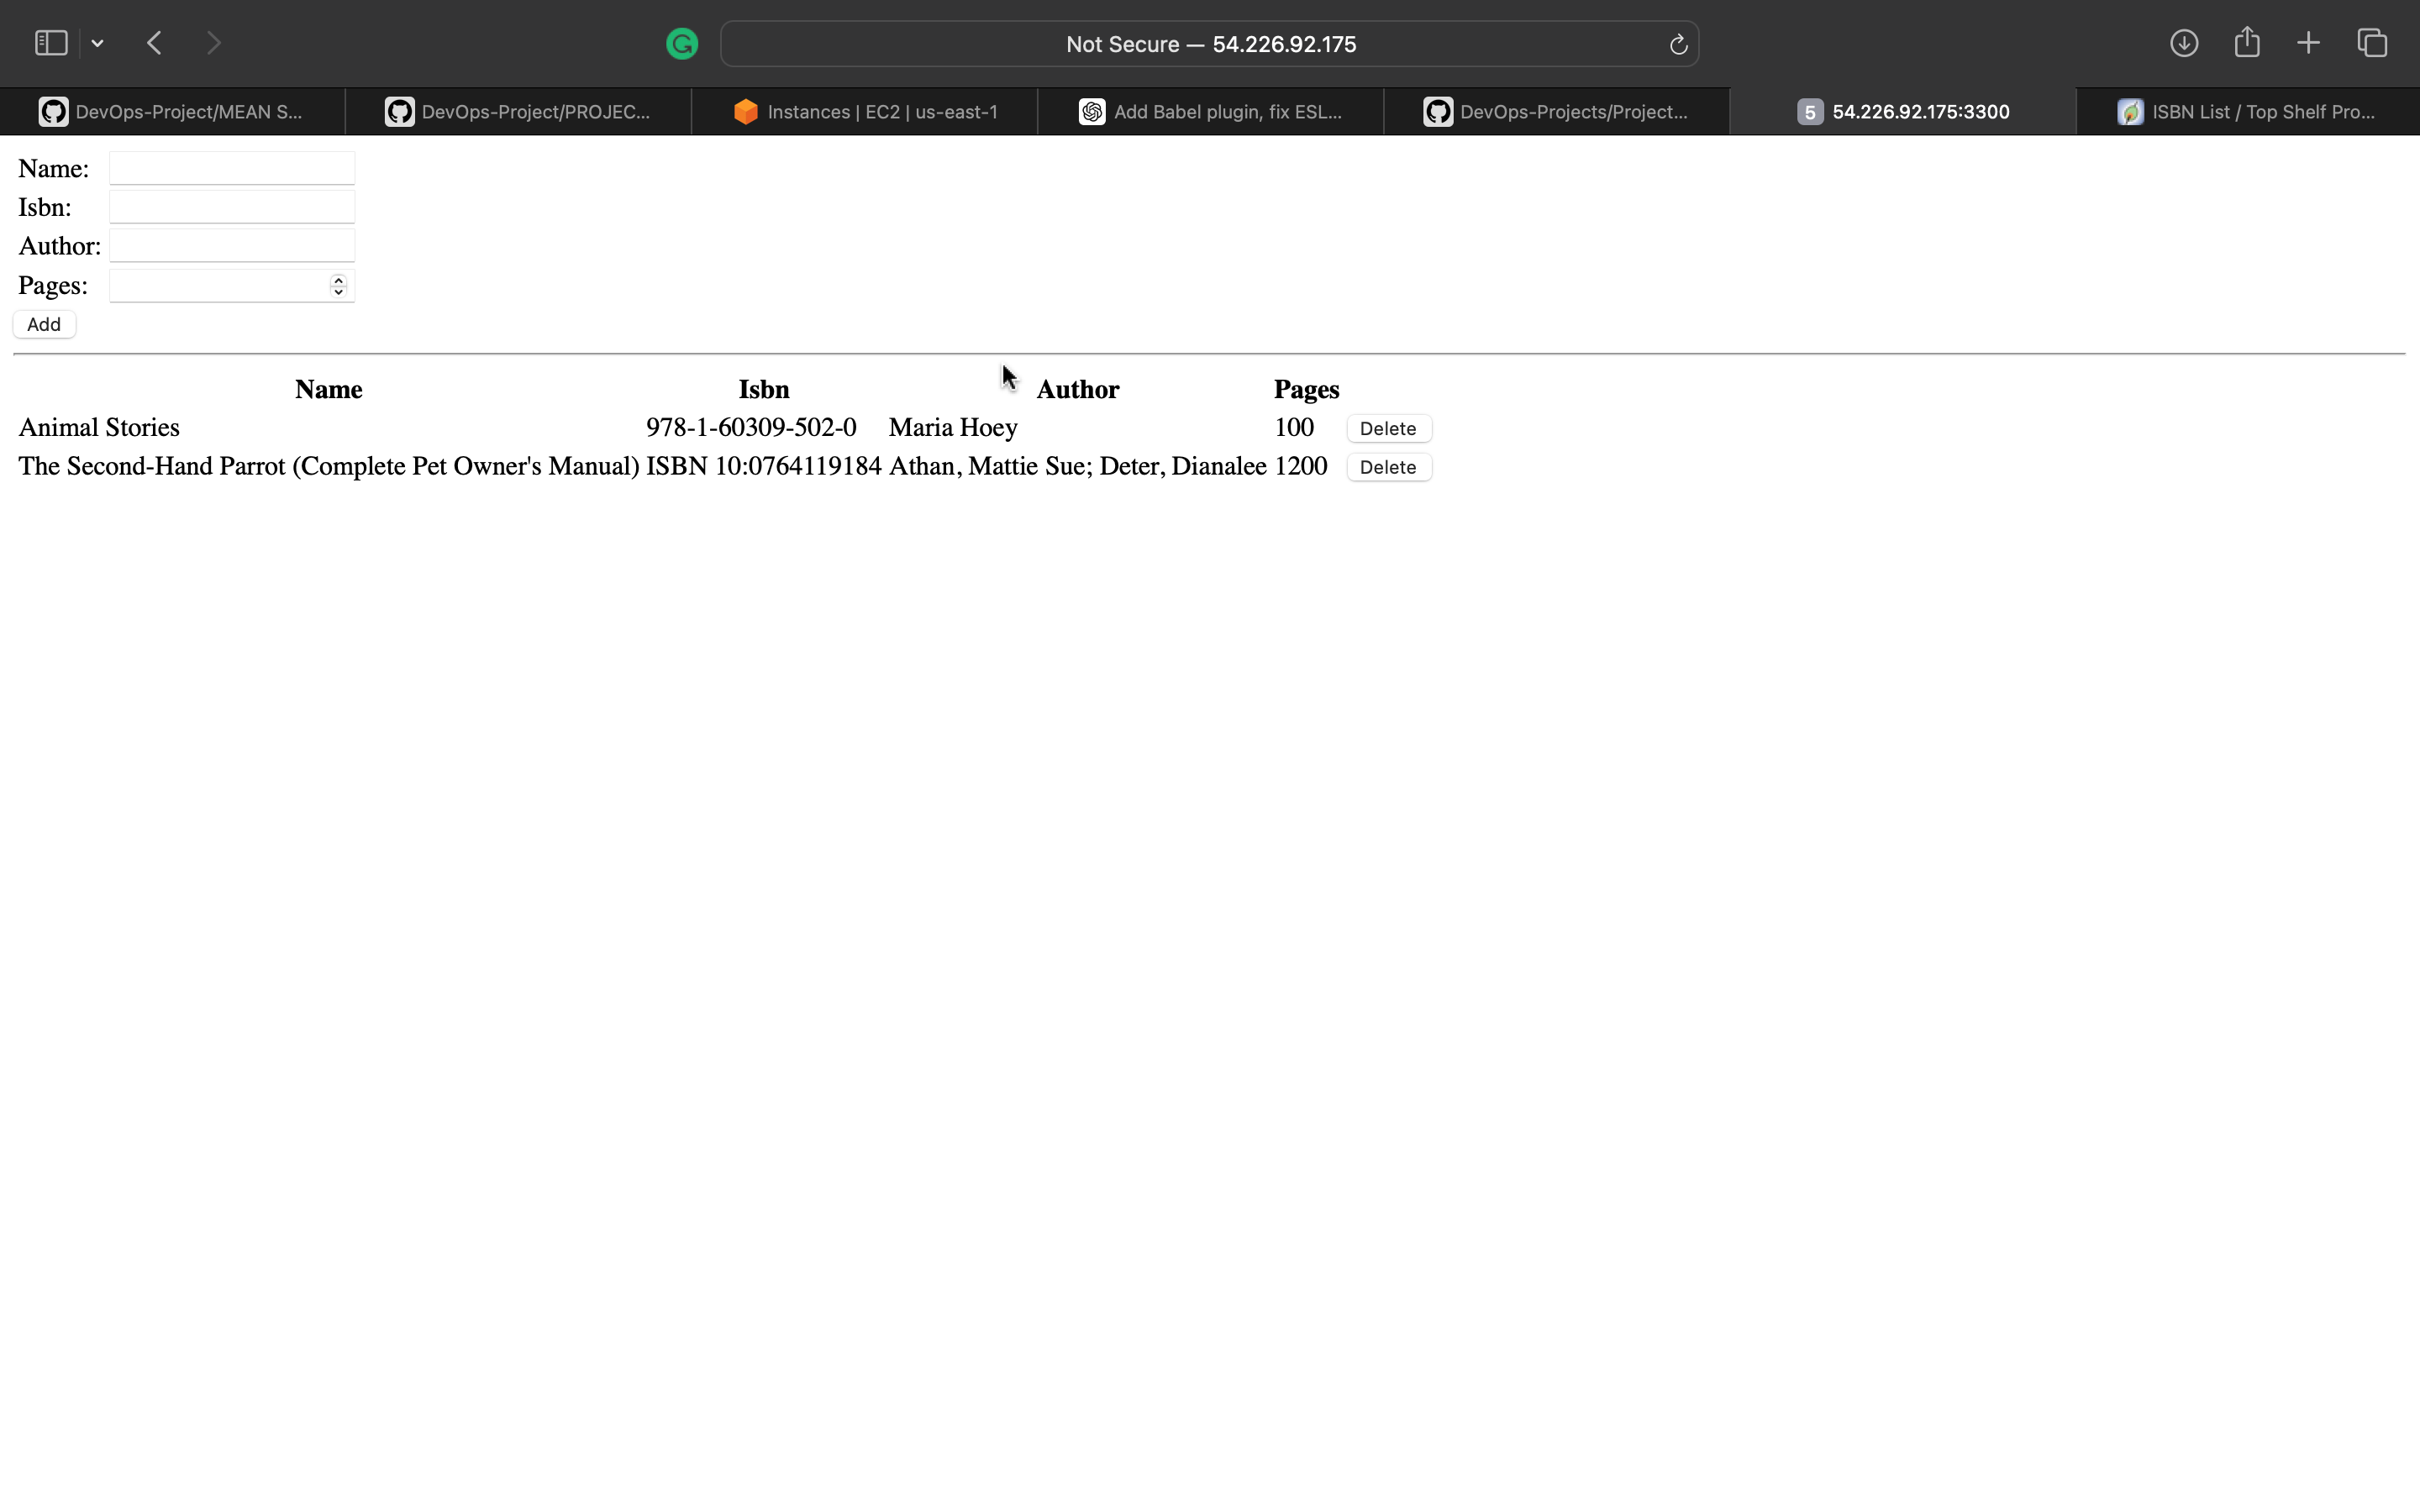 Not Secure — 54.226.92.175
DevOps-Project/MEAN S...
DevOps-Project/PROJEC...
Instances | EC2 | us-east-1
Add Babel plugin, fix ESL...
DevOps-Projects/Project...
5 54.226.92.175:3300
ISBN List / Top Shelf Pro...
Name:
Isbn:
Author:
Pages:
Add
Name Isbn Author Pages
Animal Stories 978-1-60309-502-0 Maria Hoey 100 Delete
The Second-Hand Parrot (Complete Pet Owner's Manual) ISBN 10:0764119184 Athan, Mattie Sue; Deter, Dianalee 1200 Delete